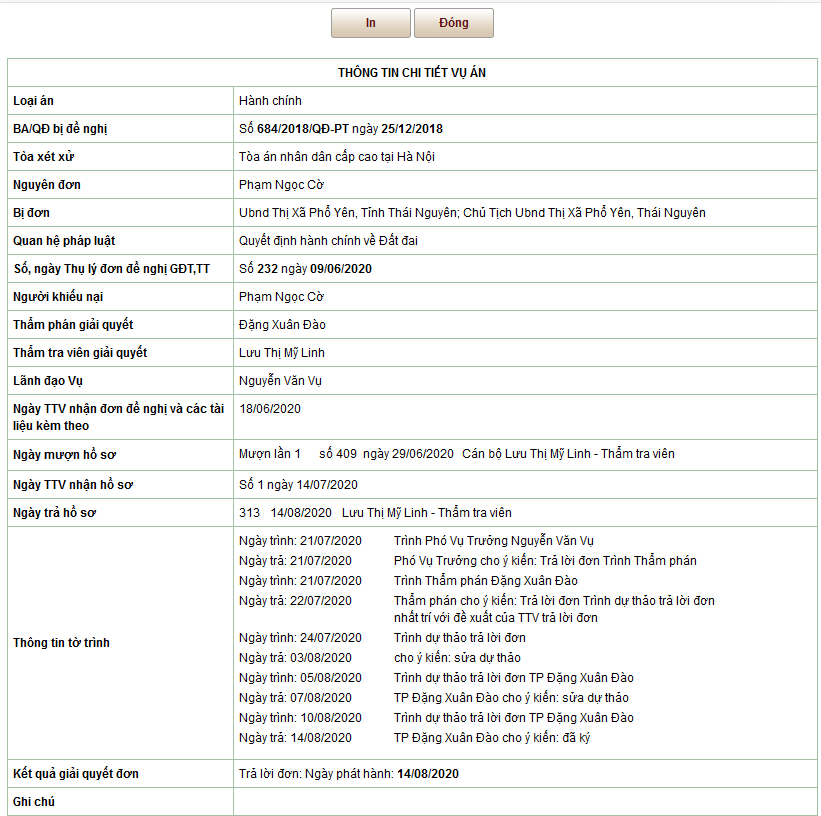 In Đóng
THÔNG TIN CHI TIẾT VỤ ÁN
Loại án Hành chính
BA/QĐ bị đề nghị Số 684/2018/QĐ-PT ngày 25/12/2018
Tòa xét xử Tòa án nhân dân cấp cao tại Hà Nội
Nguyên đơn Phạm Ngọc Cờ
Bị đơn Ubnd Thị Xã Phổ Yên, Tỉnh Thái Nguyên; Chủ Tịch Ubnd Thị Xã Phổ Yên, Thái Nguyên
Quan hệ pháp luật Quyết định hành chính về Đất đai
Số, ngày Thụ lý đơn đề nghị GĐT,TT Số 232 ngày 09/06/2020
Người khiếu nại Phạm Ngọc Cờ
Thẩm phán giải quyết Đặng Xuân Đào
Thẩm tra viên giải quyết Lưu Thị Mỹ Linh
Lãnh đạo Vụ Nguyễn Văn Vụ
Ngày TTV nhận đơn đề nghị và các tài 18/06/2020
liệu kèm theo
Ngày mượn hồ sơ Mượn lần 1 số 409 ngày 29/06/2020 Cán bộ Lưu Thị Mỹ Linh - Thẩm tra viên
Ngày TTV nhận hồ sơ Số 1 ngày 14/07/2020
Ngày trả hồ sơ 313 14/08/2020 Lưu Thị Mỹ Linh - Thẩm tra viên
Thông tin tờ trình
Ngày trình: 21/07/2020 Trình Phó Vụ Trưởng Nguyễn Văn Vụ
Ngày trả: 21/07/2020 Phó Vụ Trưởng cho ý kiến: Trả lời đơn Trình Thẩm phán
Ngày trình: 21/07/2020 Trình Thẩm phán Đặng Xuân Đào
Ngày trả: 22/07/2020 Thẩm phán cho ý kiến: Trả lời đơn Trình dự thảo trả lời đơn
nhất trí với đề xuất của TTV trả lời đơn
Ngày trình: 24/07/2020 Trình dự thảo trả lời đơn
Ngày trả: 03/08/2020 cho ý kiến: sửa dự thảo
Ngày trình: 05/08/2020 Trình dự thảo trả lời đơn TP Đặng Xuân Đào
Ngày trả: 07/08/2020 TP Đặng Xuân Đào cho ý kiến: sửa dự thảo
Ngày trình: 10/08/2020 Trình dự thảo trả lời đơn TP Đặng Xuân Đào
Ngày trả: 14/08/2020 TP Đặng Xuân Đào cho ý kiến: đã ký
Kết quả giải quyết đơn Trả lời đơn: Ngày phát hành: 14/08/2020
Ghi chú